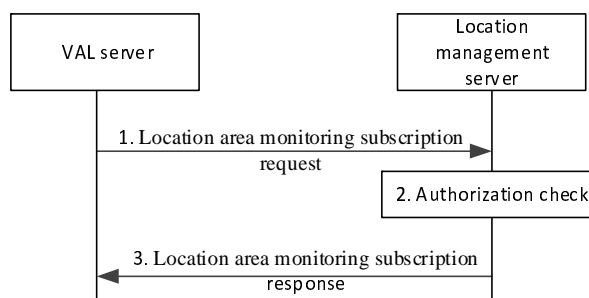 VAL server
Location
management
server
1. Location area monitoring subscription
request
2. Authorization check
3. Location area monitoring subscription
response